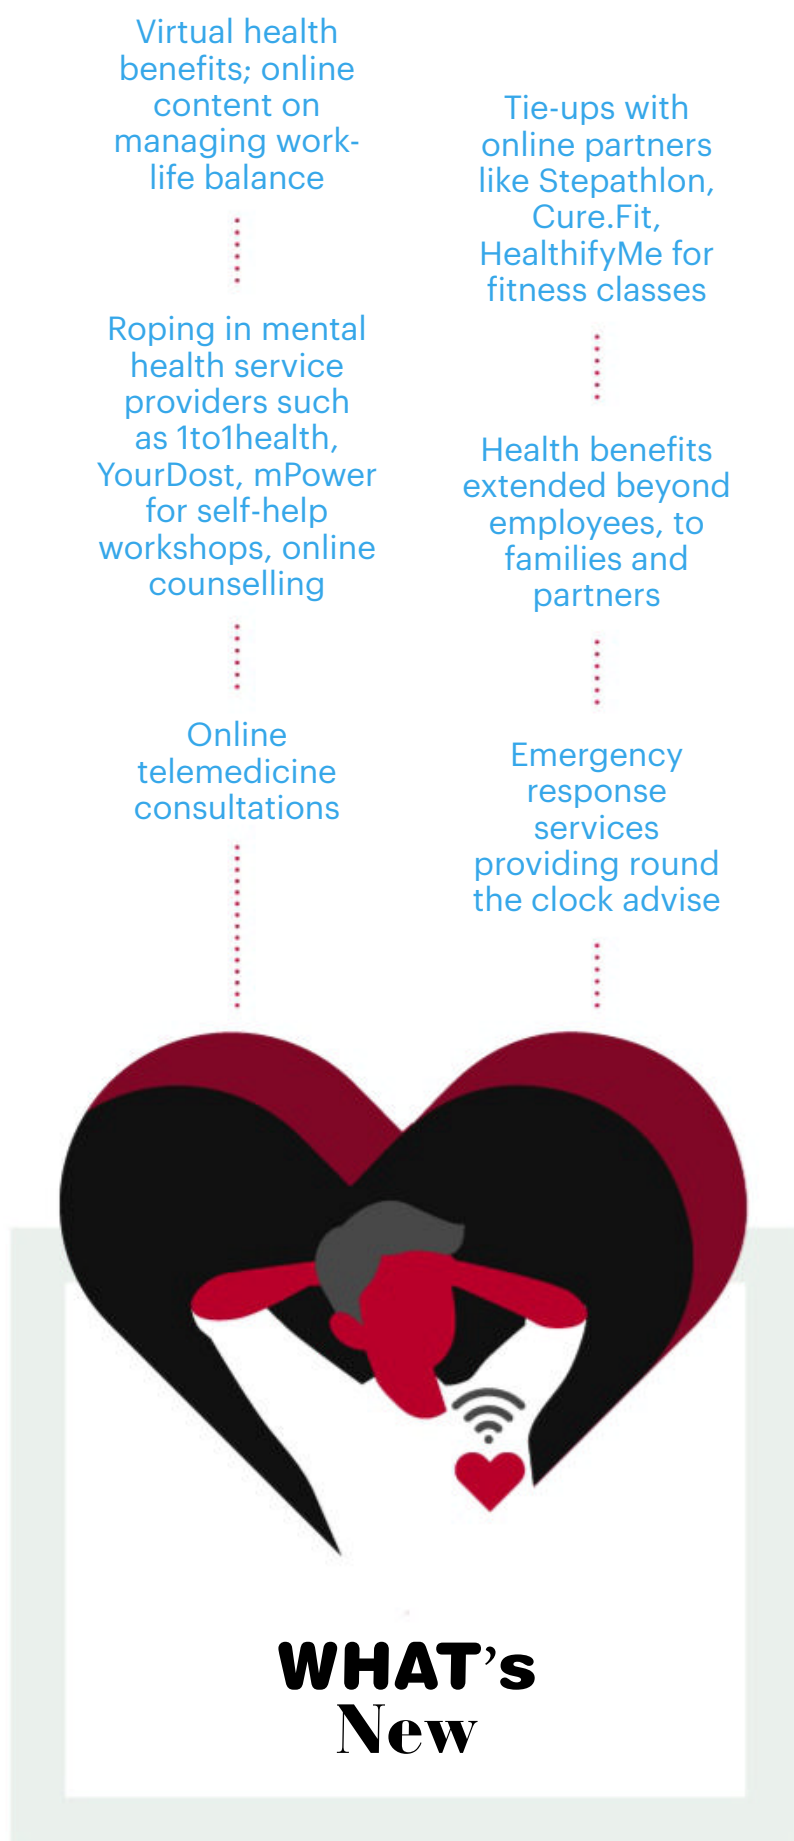 Virtual health
benefits; online
content on
managing work-
life balance
Roping in mental
health service
providers such
as 1to1health,
YourDost, mPower
for self-help
workshops, online
counselling
Online
telemedicine
consultations
Tie-ups with
online partners
like Stepathlon,
Cure.Fit,
HealthifyMe for
fitness classes
Health benefits
extended beyond
employees, to
families and
partners
Emergency
response
services
providing round
the clock advise
WHAT's
New